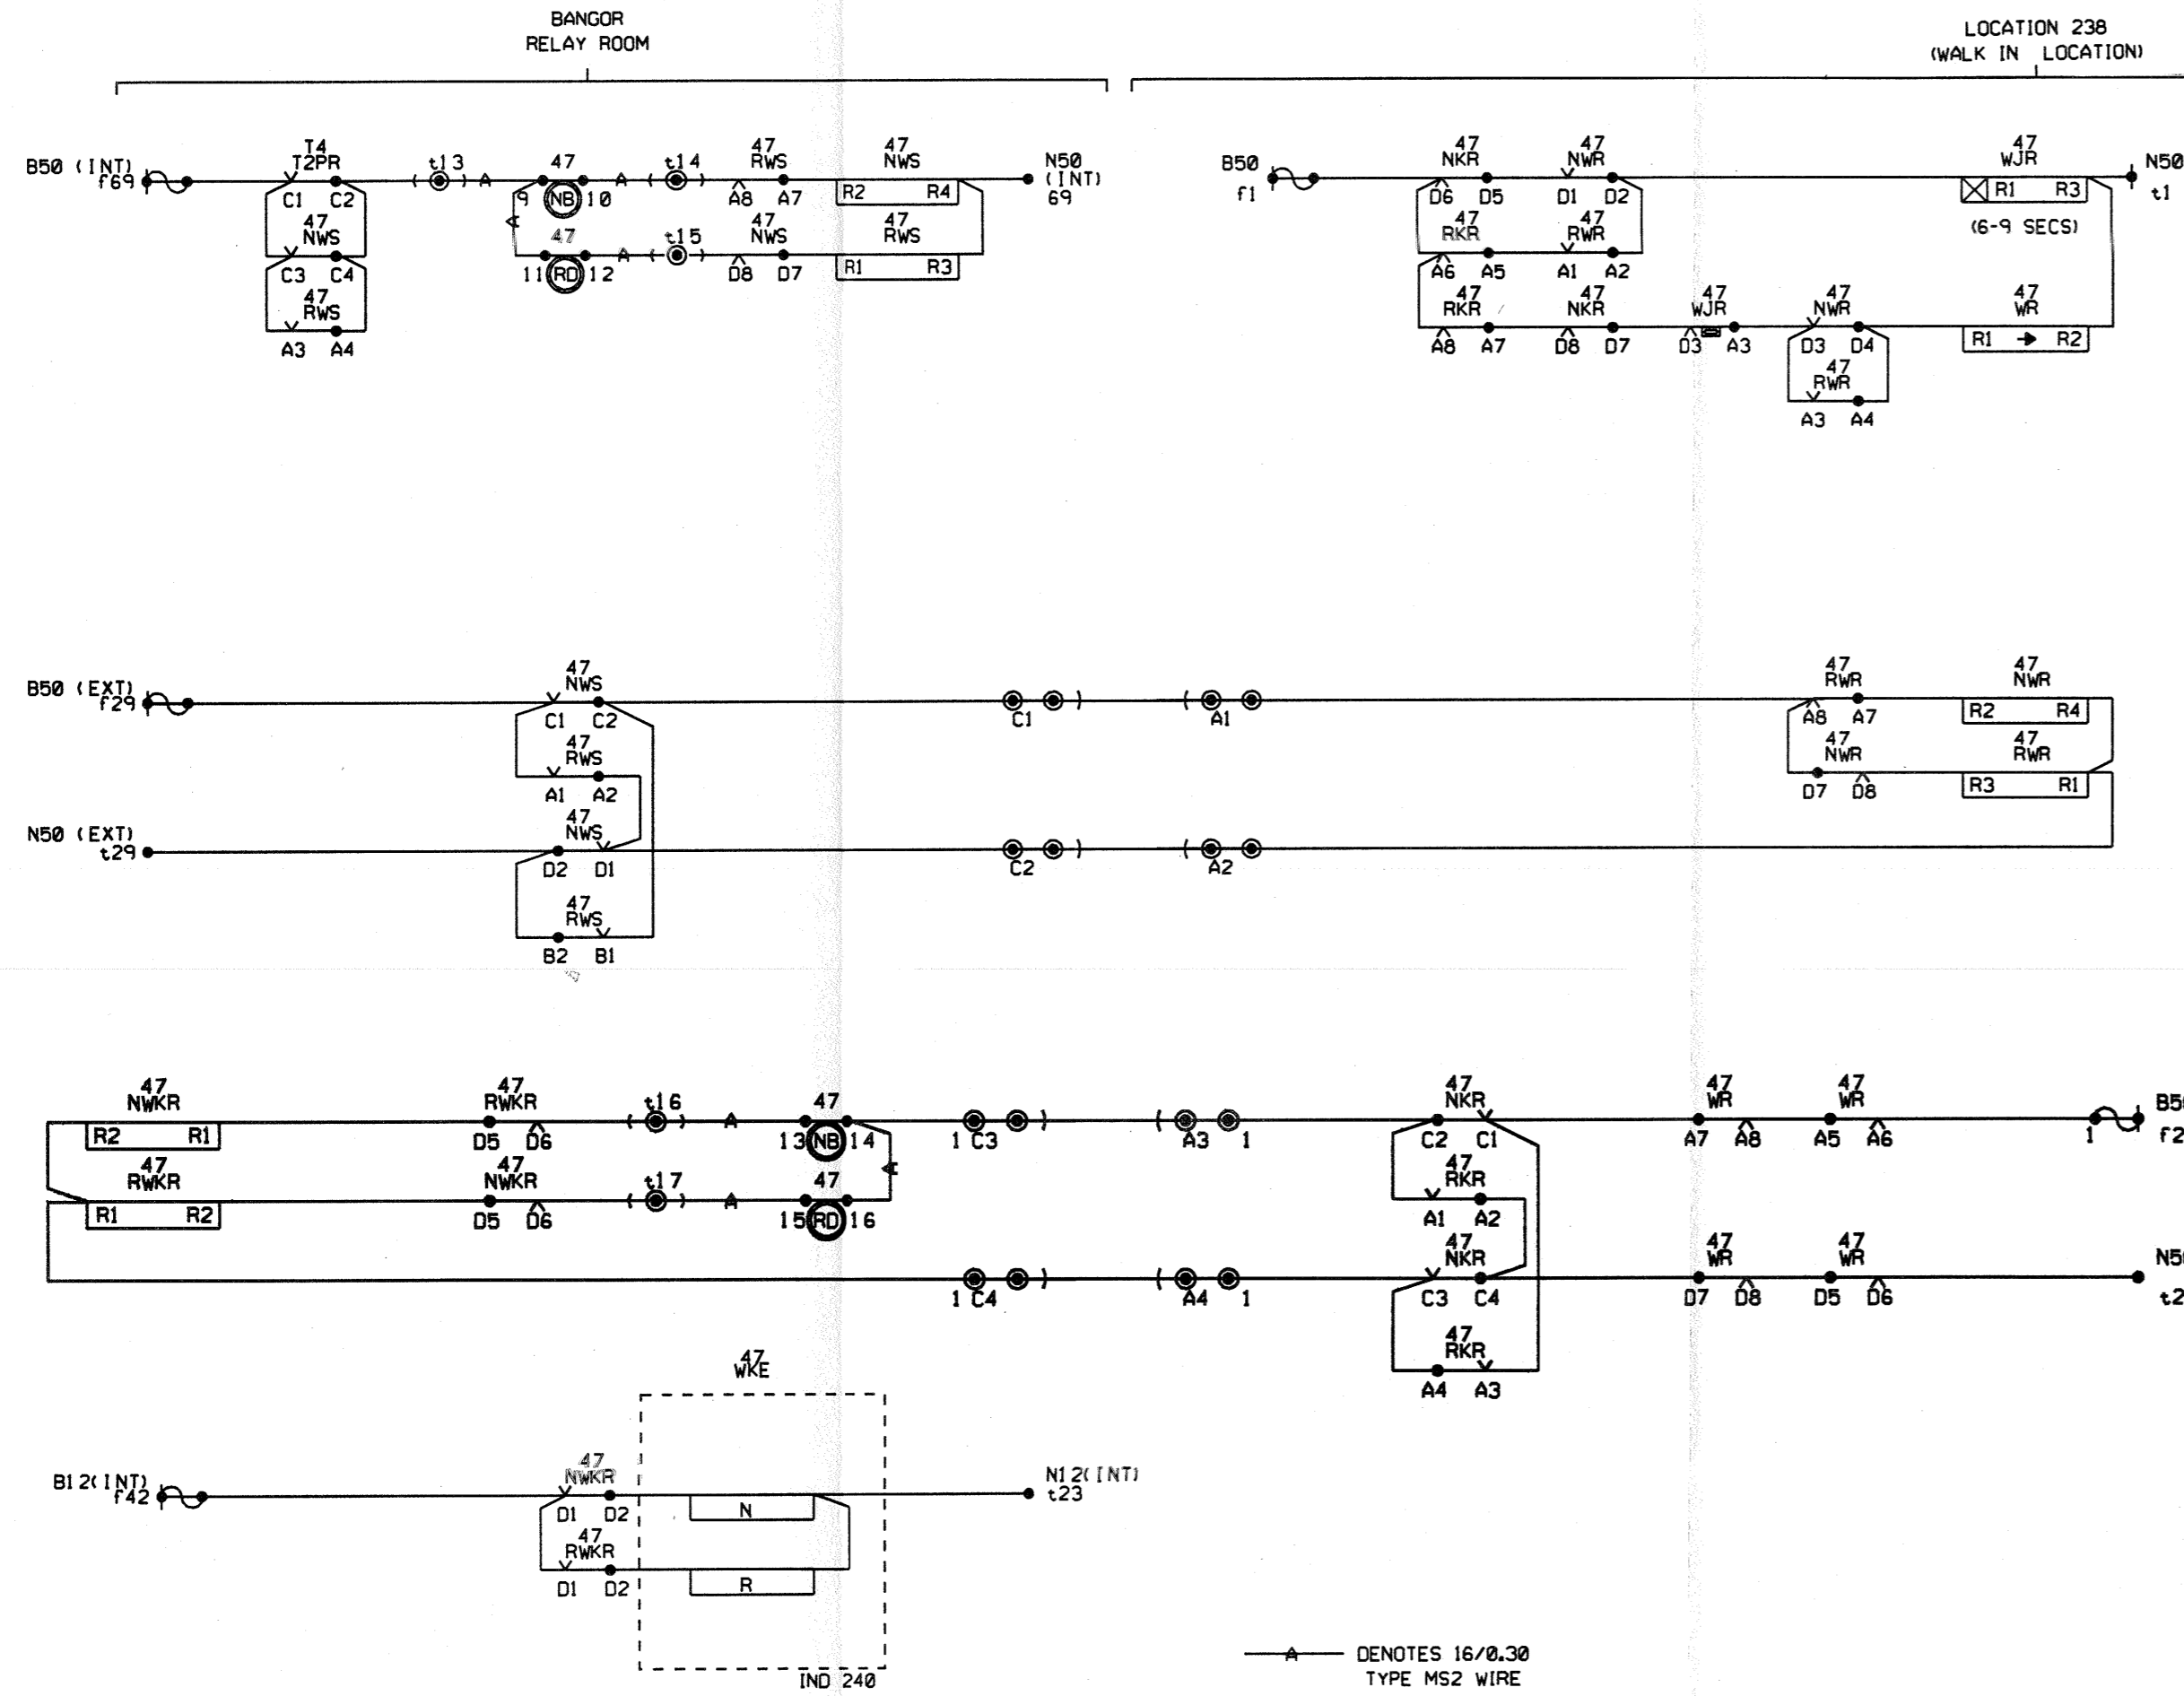 BANGOR
RELAY ROOM
LOCATION 238
(WALK IN LOCATION)
B50 (INT)
f69
T4
T2PR
C1 C2
47
NWS
C3 C4
47
RWS
A3 A4
t13
47
9 NB 10
47
11 RD 12
t14
t15
47
RWS
A8 A7
47
NWS
D8 D7
47
NWS
R2 R4
47
RWS
R1 R3
N50
(INT)
69
B50
f1
47
NKR
D6 D5
47
NWR
D1 D2
47
RKR
A6 A5
47
RWR
A1 A2
47
RKR
A8 A7
47
NKR
D8 D7
47
WJR
D3 A3
47
NWR
D3 D4
47
RWR
A3 A4
47
WJR
R1 R3
(6-9 SECS)
47
WR
R1 R2
N50
t1
B50 (EXT)
f29
47
NWS
C1 C2
47
RWS
A1 A2
47
NWS
D2 D1
47
RWS
B2 B1
N50 (EXT)
t29
C1
A1
C2
A2
47
RWR
A8 A7
47
NWR
D7 D8
47
NWR
R2 R4
47
RWR
R3 R1
47
NWKR
R2 R1
47
RWKR
R1 R2
47
RWKR
D5 D6
47
NWKR
D5 D6
t16
t17
47
13 NB 14
47
15 RD 16
1 C3
A3 1
1 C4
A4 1
47
NKR
C2 C1
47
RKR
A1 A2
47
NKR
C3 C4
47
RKR
A4 A3
47
WR
A7 A8
47
WR
A5 A6
47
WR
D7 D8
47
WR
D5 D6
1
47
WKE
B12(INT)
f42
47
NWKR
D1 D2
47
RWKR
D1 D2
N
R
N12(INT)
t23
IND 240
A DENOTES 16/0.30
TYPE MS2 WIRE